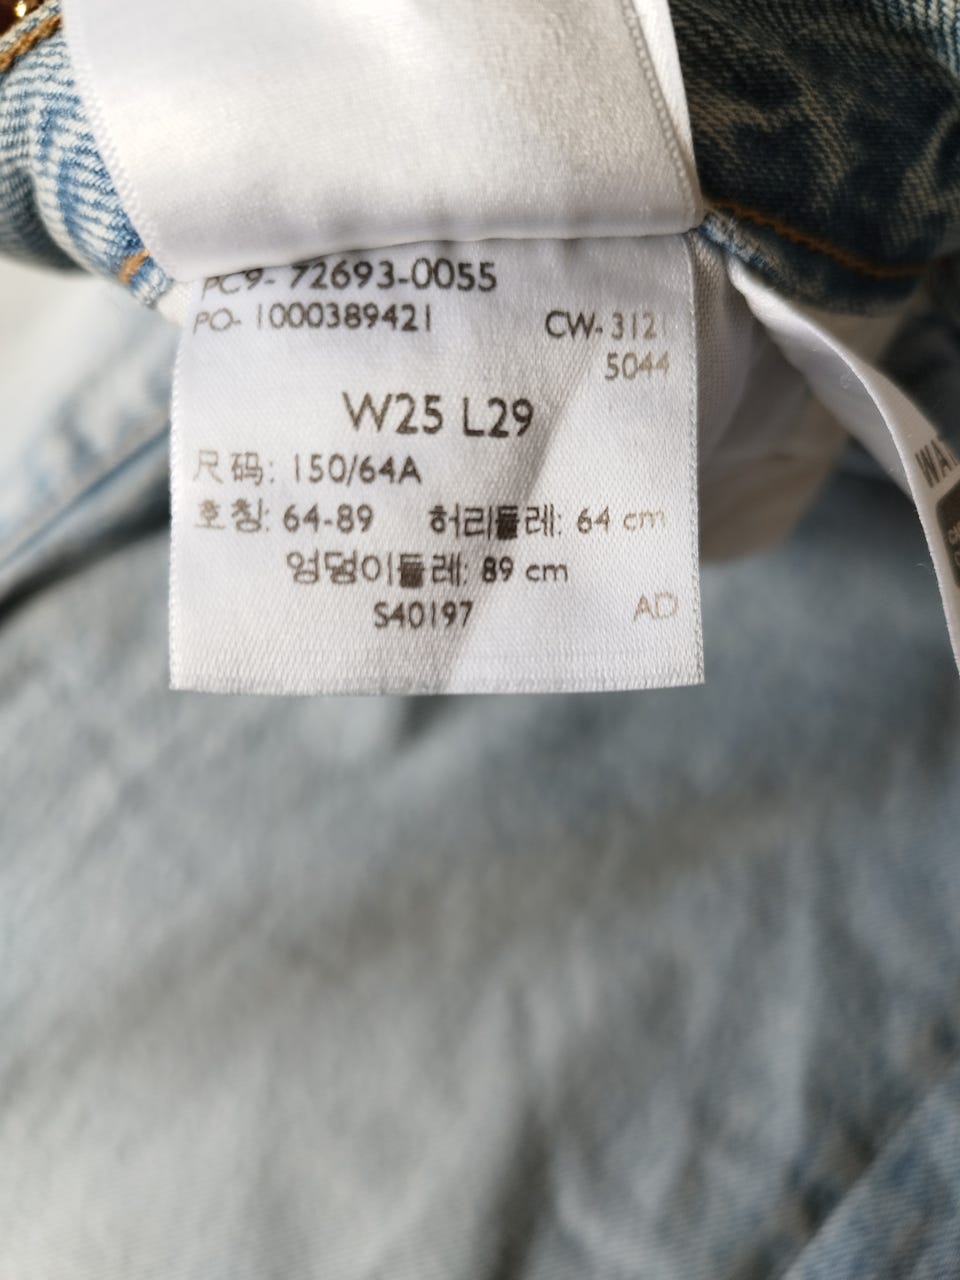 PC9- 72693-0055
PO- 1000389421 CW- 3121
5044
W25 L29
尺码: 150/64A
호칭: 64-89 허리둘레: 64 cm
엉덩이둘레: 89 cm
S40197 AD